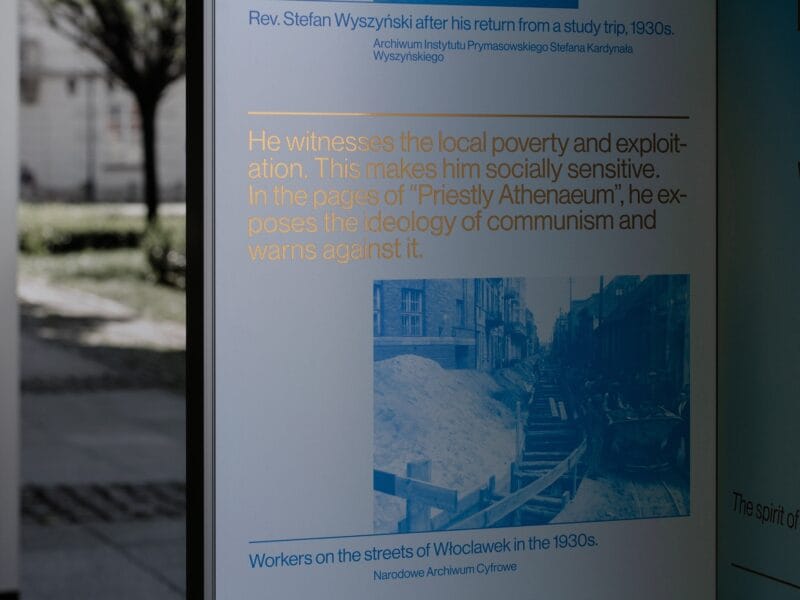 Rev. Stefan Wyszyński after his return from a study trip, 1930s.
Archiwum Instytutu Prymasowskiego Stefana Kardynała
Wyszyńskiego
He witnesses the local poverty and exploit-
ation. This makes him socially sensitive.
In the pages of “Priestly Athenaeum”, he ex-
poses the ideology of communism and
warns against it.
Workers on the streets of Włoclawek in the 1930s.
Narodowe Archiwum Cyfrowe
The spirit of